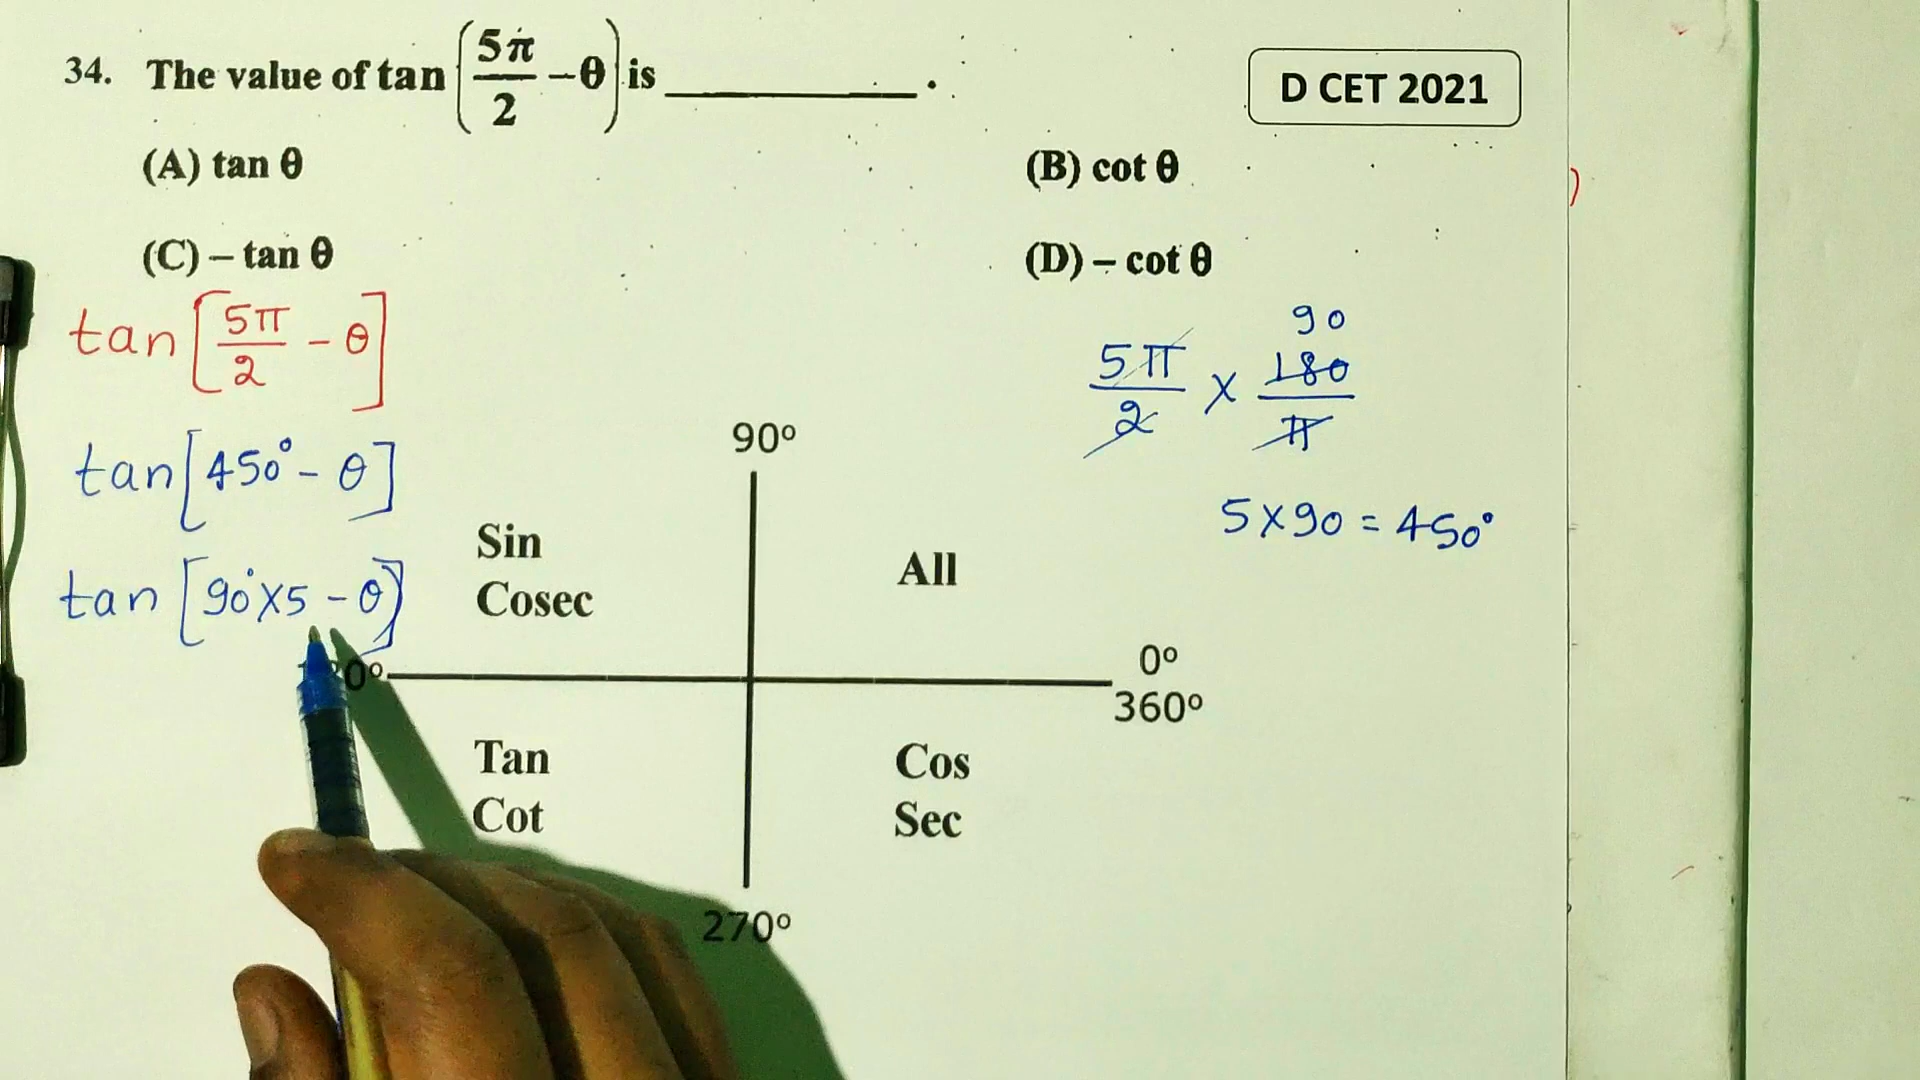 34. The value of tan (5π/2 − θ) is ____________ .
D CET 2021
(A) tan θ
(B) cot θ
(C) – tan θ
(D) – cot θ
tan [5π/2 − θ]
5π/2 × 180/π
90
tan [450° − θ]
5×90 = 450°
tan [90°×5 − θ]
90°
Sin
Cosec
All
0°
360°
Tan
Cot
Cos
Sec
270°